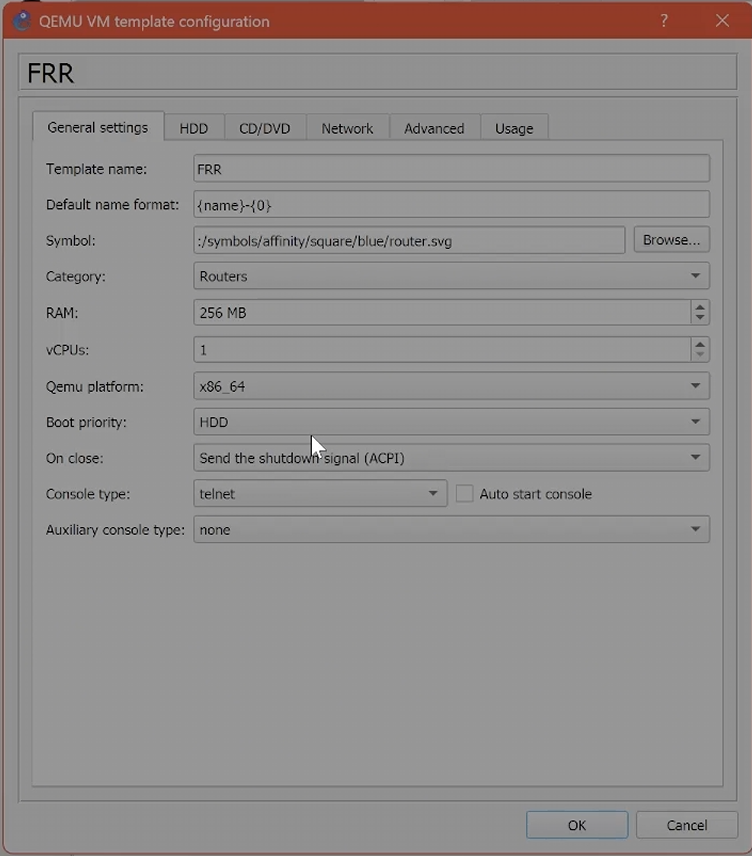 QEMU VM template configuration ?
FRR
General settings HDD CD/DVD Network Advanced Usage
Template name: FRR
Default name format: {name}-{0}
Symbol: :/symbols/affinity/square/blue/router.svg Browse...
Category: Routers
RAM: 256 MB
vCPUs: 1
Qemu platform: x86_64
Boot priority: HDD
On close: Send the shutdown signal (ACPI)
Console type: telnet Auto start console
Auxiliary console type: none
OK Cancel